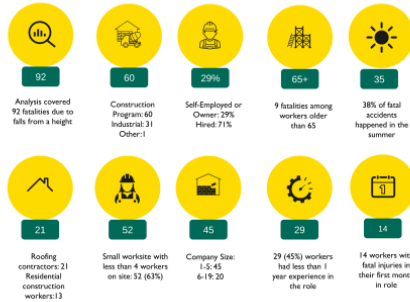 92
Analysis covered
92 fatalities due to
falls from a height
60
Construction
Program: 60
Industrial: 31
Other:1
29%
Self-Employed or
Owner: 29%
Hired: 71%
65+
9 fatalities among
workers older
than 65
35
38% of fatal
accidents
happened in the
summer
21
Roofing
contractors: 21
Residential
construction
workers:13
52
Small worksite with
less than 4 workers
on site: 52 (63%)
45
Company Size:
1-5: 45
6-19: 20
29
29 (45%) workers
had less than 1
year experience in
the role
1
14
14 workers with
fatal injuries in
their first month
in role